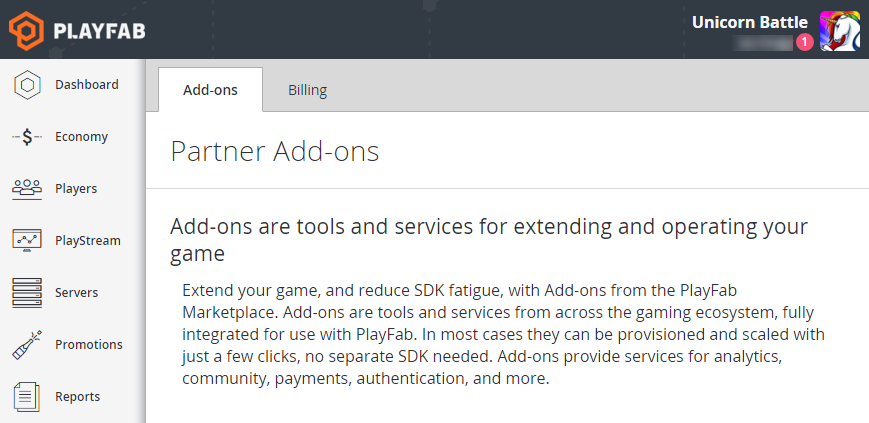 PLAYFAB
Unicorn Battle
1
Dashboard
Economy
Players
PlayStream
Servers
Promotions
Reports
Add-ons
Billing
Partner Add-ons
Add-ons are tools and services for extending and operating your
game
Extend your game, and reduce SDK fatigue, with Add-ons from the PlayFab
Marketplace. Add-ons are tools and services from across the gaming ecosystem, fully
integrated for use with PlayFab. In most cases they can be provisioned and scaled with
just a few clicks, no separate SDK needed. Add-ons provide services for analytics,
community, payments, authentication, and more.